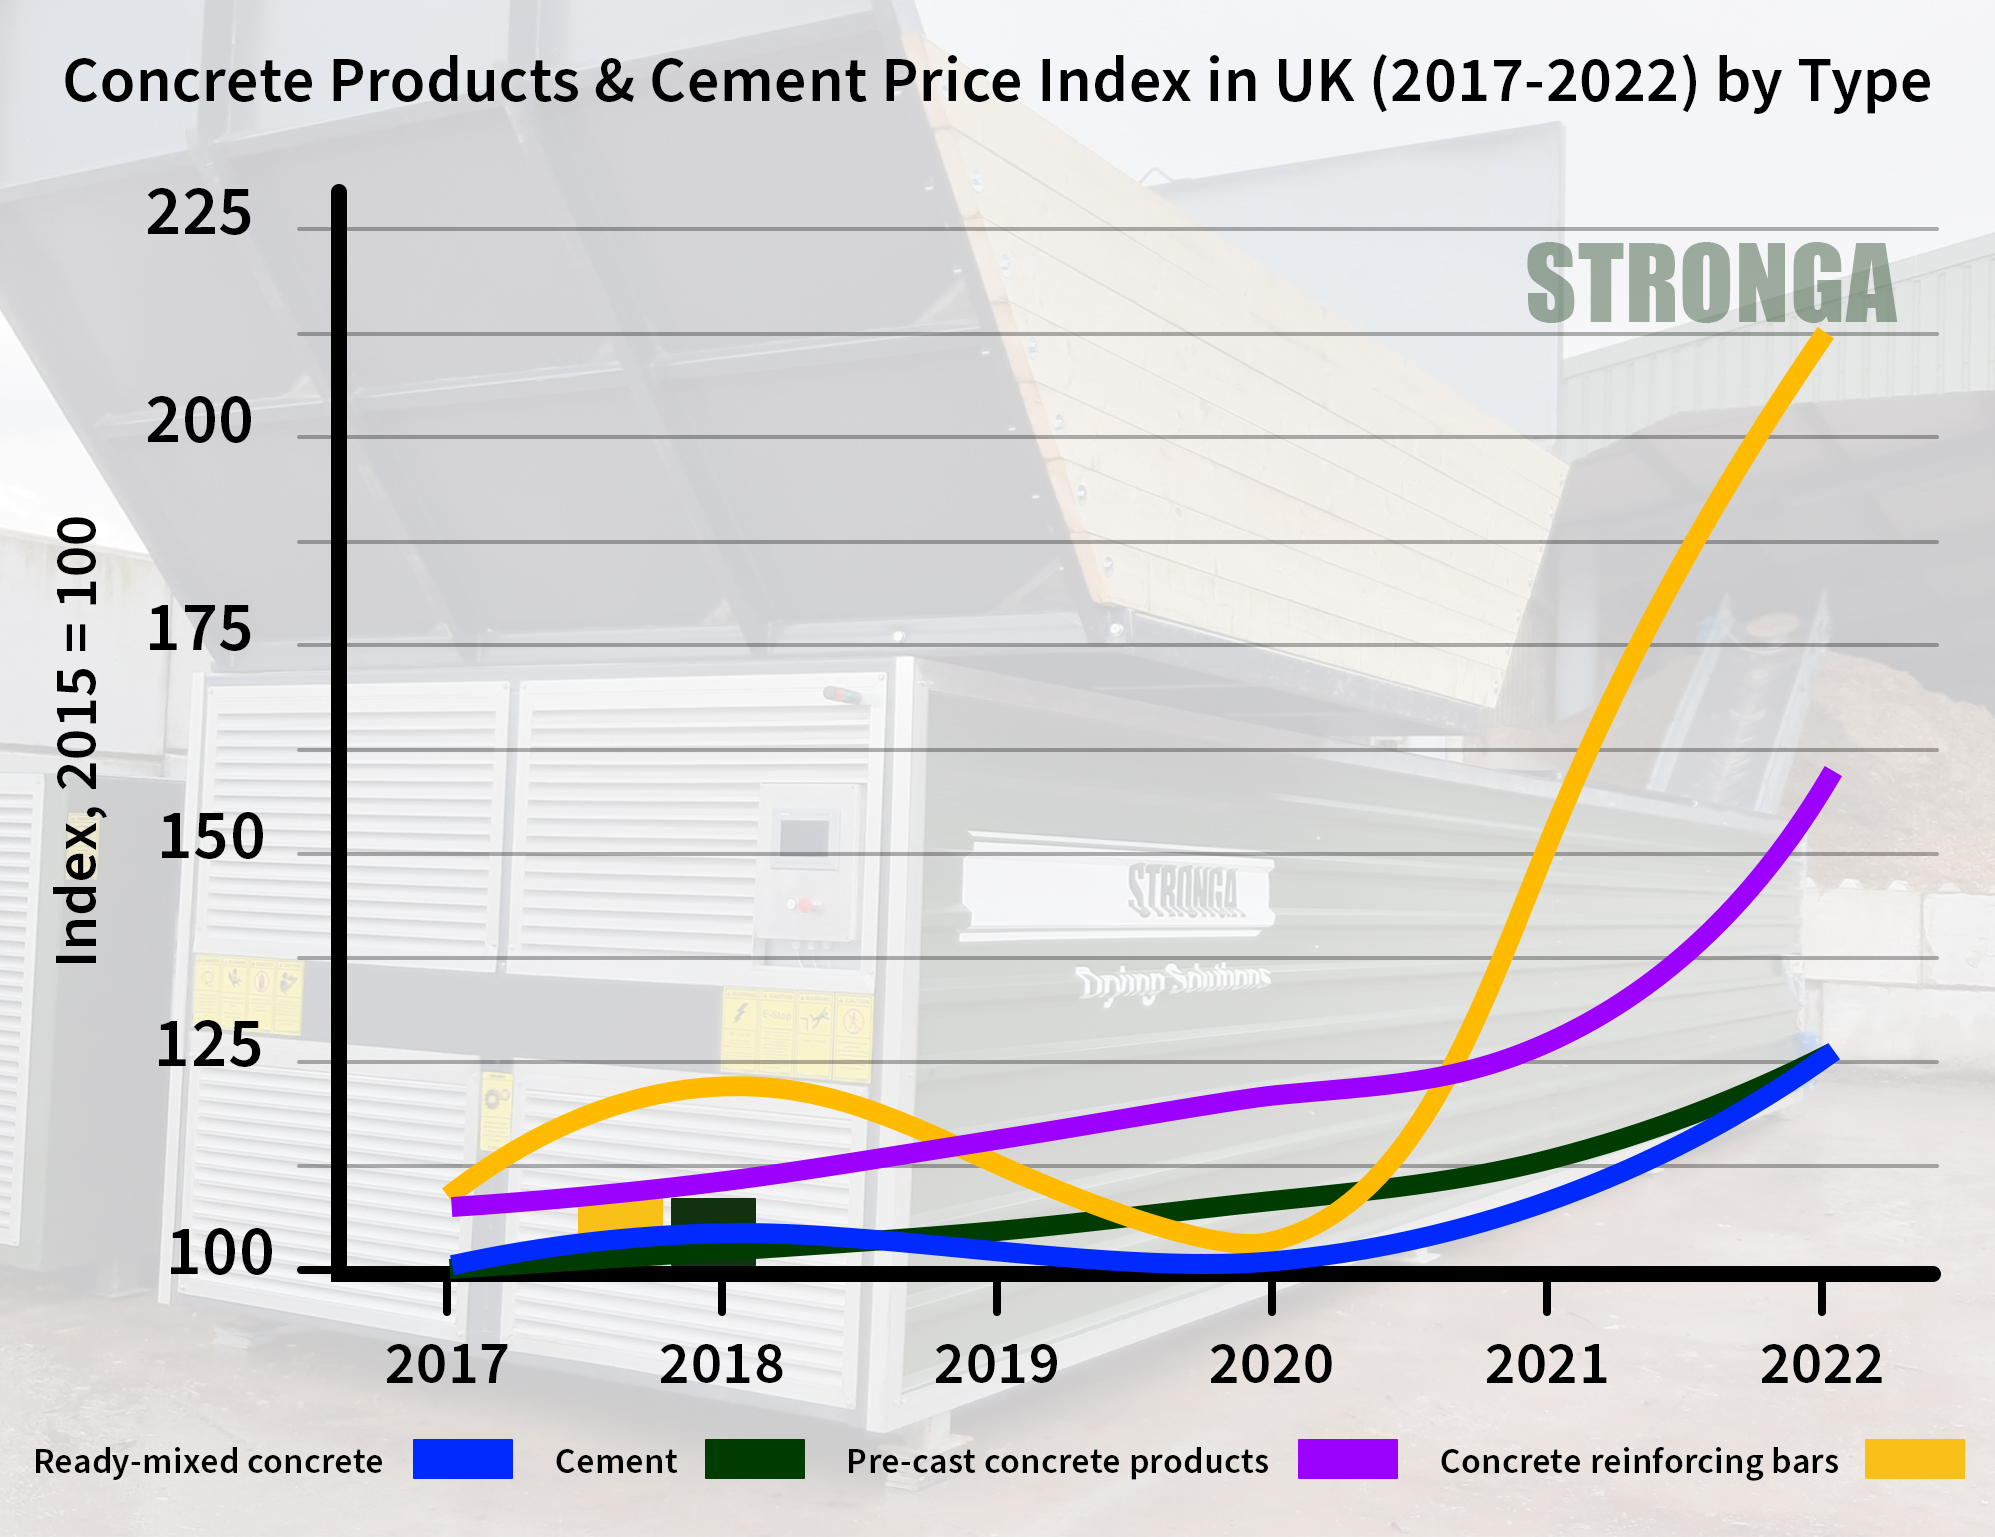 Concrete Products & Cement Price Index in UK (2017-2022) by Type
STRONGA
225
200
175
150
125
100
Index, 2015 = 100
STRONGA
Drying Solutions
E-Stop
2017 2018 2019 2020 2021 2022
Ready-mixed concrete Cement Pre-cast concrete products Concrete reinforcing bars